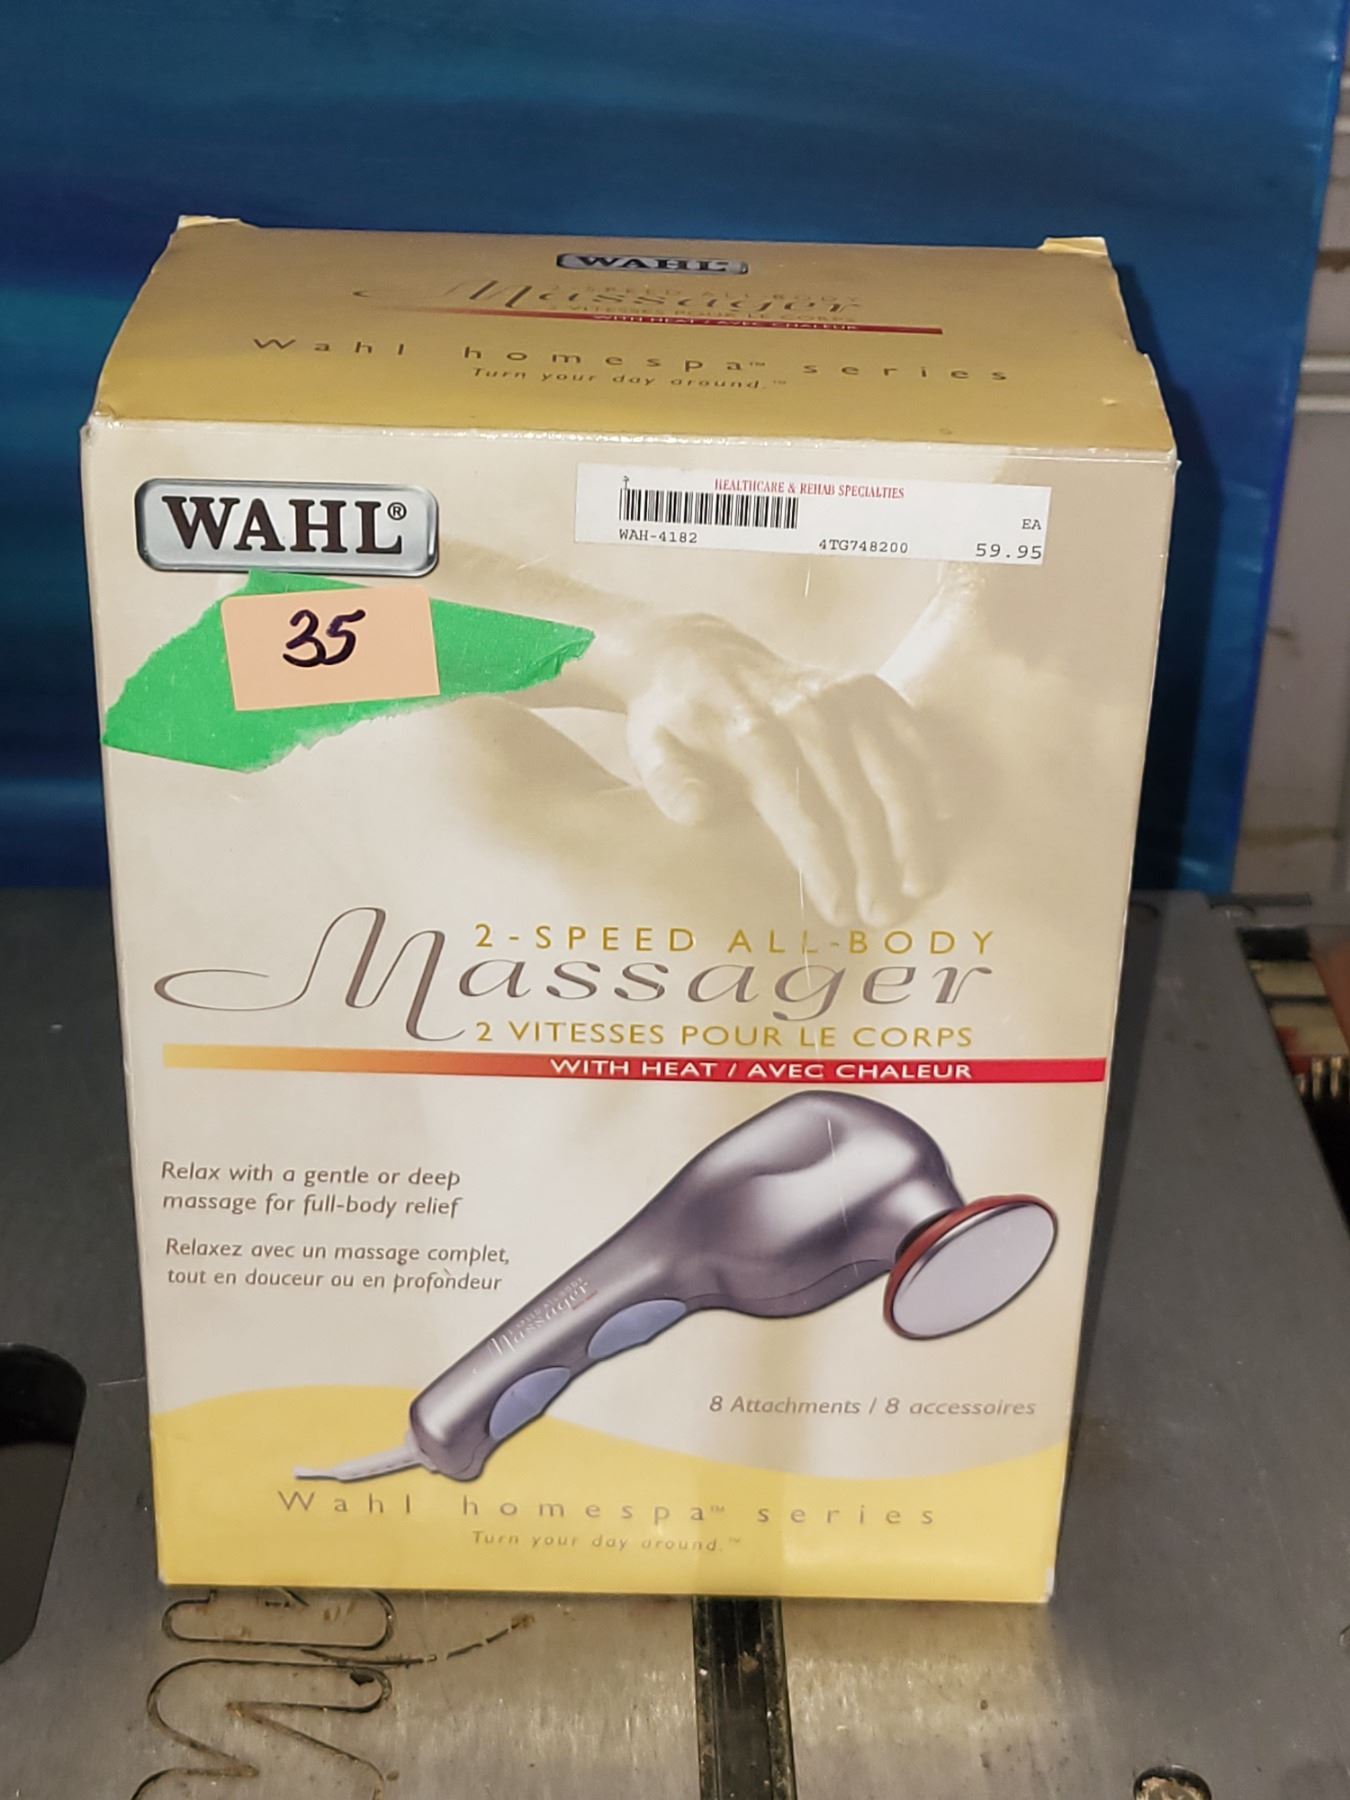 WAHL
2-SPEED ALL-BODY
Massager
2 VITESSES POUR LE CORPS
WITH HEAT / AVEC CHALEUR
Wahl homespa™ series
Turn your day around.™
WAHL®
HEALTHCARE & REHAB SPECIALTIES
WAH-4182
4TG748200
EA
59.95
35
2-SPEED ALL-BODY
Massager
2 VITESSES POUR LE CORPS
WITH HEAT / AVEC CHALEUR
Relax with a gentle or deep
massage for full-body relief
Relaxez avec un massage complet,
tout en douceur ou en profondeur
Massager
8 Attachments / 8 accessoires
Wahl homespa™ series
Turn your day around.™